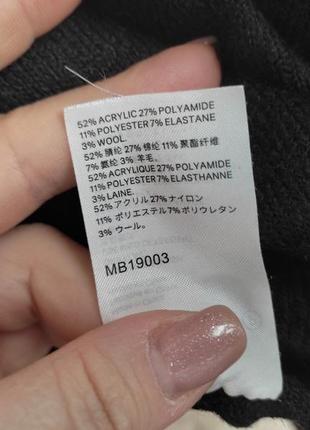 52% ACRYLIC 27% POLYAMIDE
11% POLYESTER 7% ELASTANE
3% WOOL.
52% 腈纶 27% 锦纶 11% 聚酯纤维
7% 氨纶 3% 羊毛。
52% ACRYLIQUE 27% POLYAMIDE
11% POLYESTER 7% ELASTHANNE
3% LAINE.
52% アクリル 27% ナイロン
11% ポリエステル 7% ポリウレタン
3% ウール。
MB19003